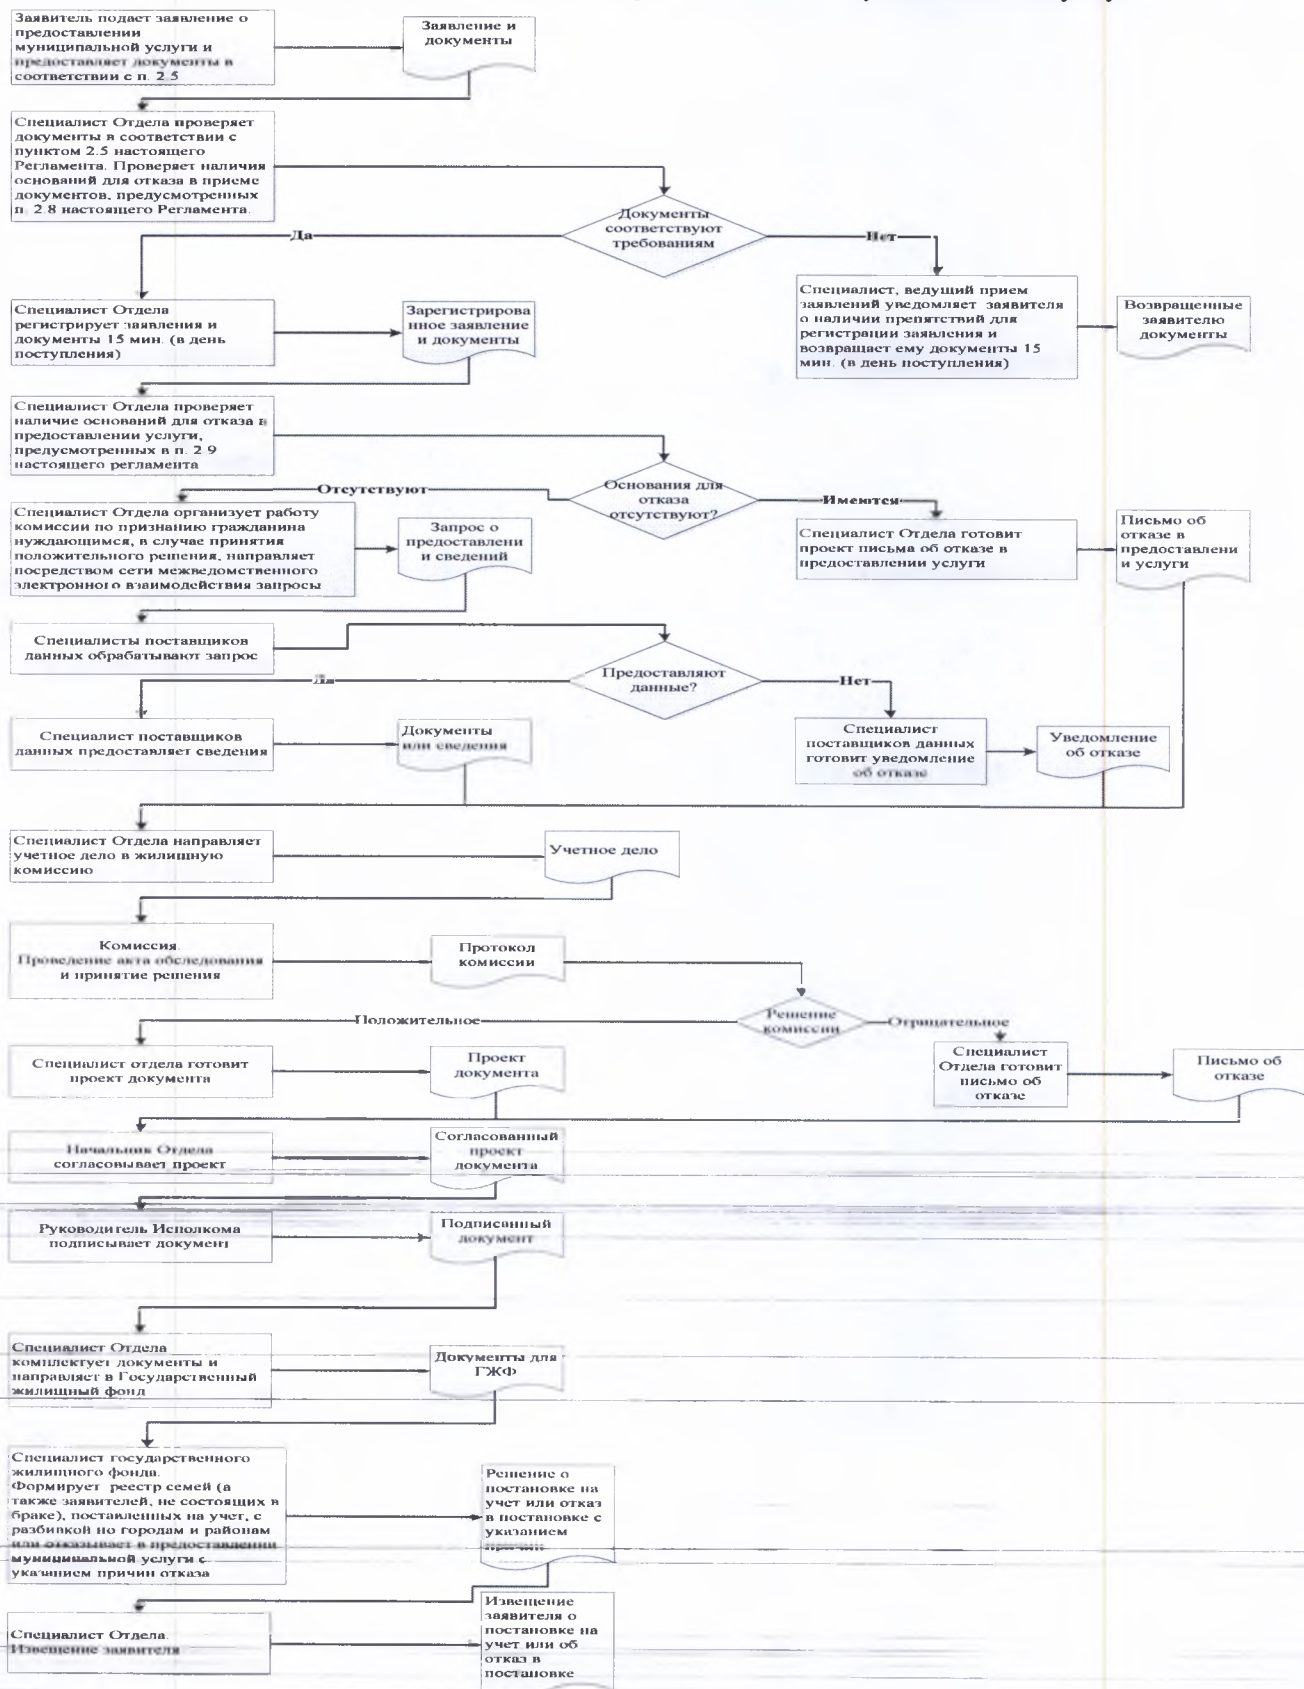 Заявитель подает заявление о
предоставлении
муниципальной услуги и
предоставляет документы в
соответствии с п. 2.5
Заявление и
документы
Специалист Отдела проверяет
документы в соответствии с
пунктом 2.5 настоящего
Регламента. Проверяет наличия
оснований для отказа в приеме
документов, предусмотренных
п. 2.8 настоящего Регламента.
Документы
соответствуют
требованиям
Да
Нет
Специалист Отдела
регистрирует заявления и
документы 15 мин. (в день
поступления)
Зарегистрирова
нное заявление
и документы
Специалист, ведущий прием
заявлений уведомляет заявителя
о наличии препятствий для
регистрации заявления и
возвращает ему документы 15
мин. (в день поступления)
Возвращенные
заявителю
документы
Специалист Отдела проверяет
наличие оснований для отказа в
предоставлении услуги,
предусмотренных в п. 2.9
настоящего регламента
Основания для
отказа
отсутствуют?
Отсутствуют
Имеются
Специалист Отдела организует работу
комиссии по признанию гражданина
нуждающимся, в случае принятия
положительного решения, направляет
посредством сети межведомственного
электронного взаимодействия запросы
Запрос о
предоставлени
и сведений
Специалист Отдела готовит
проект письма об отказе в
предоставлении услуги
Письмо об
отказе в
предоставлени
и услуги
Специалисты поставщиков
данных обрабатывают запрос
Предоставляют
данные?
Да
Нет
Специалист поставщиков
данных предоставляет сведения
Документы
или сведения
Специалист
поставщиков данных
готовит уведомление
об отказе
Уведомление
об отказе
Специалист Отдела направляет
учетное дело в жилищную
комиссию
Учетное дело
Комиссия.
Проведение акта обследования
и принятие решения
Протокол
комиссии
Решение
комиссии
Положительное
Отрицательное
Специалист отдела готовит
проект документа
Проект
документа
Специалист
Отдела готовит
письмо об
отказе
Письмо об
отказе
Начальник Отдела
согласовывает проект
Согласованный
проект
документа
Руководитель Исполкома
подписывает документ
Подписанный
документ
Специалист Отдела
комплектует документы и
направляет в Государственный
жилищный фонд
Документы для
ГЖФ
Специалист государственного
жилищного фонда.
Формирует реестр семей (а
также заявителей, не состоящих в
браке), поставленных на учет, с
разбивкой по городам и районам
или отказывает в предоставлении
муниципальной услуги с
указанием причин отказа
Решение о
постановке на
учет или отказ
в постановке с
указанием
причин
Специалист Отдела.
Извещение заявителя
Извещение
заявителя о
постановке на
учет или об
отказ в
постановке